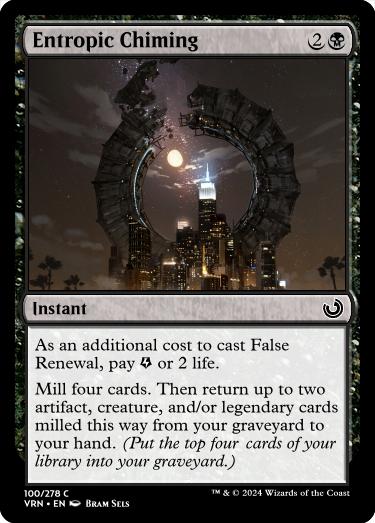 Entropic Chiming 2
Instant
As an additional cost to cast False
Renewal, pay or 2 life.
Mill four cards. Then return up to two
artifact, creature, and/or legendary cards
milled this way from your graveyard to
your hand. (Put the top four cards of your
library into your graveyard.)
100/278 C
VRN • EN BRAM SELS
™ & © 2024 Wizards of the Coast